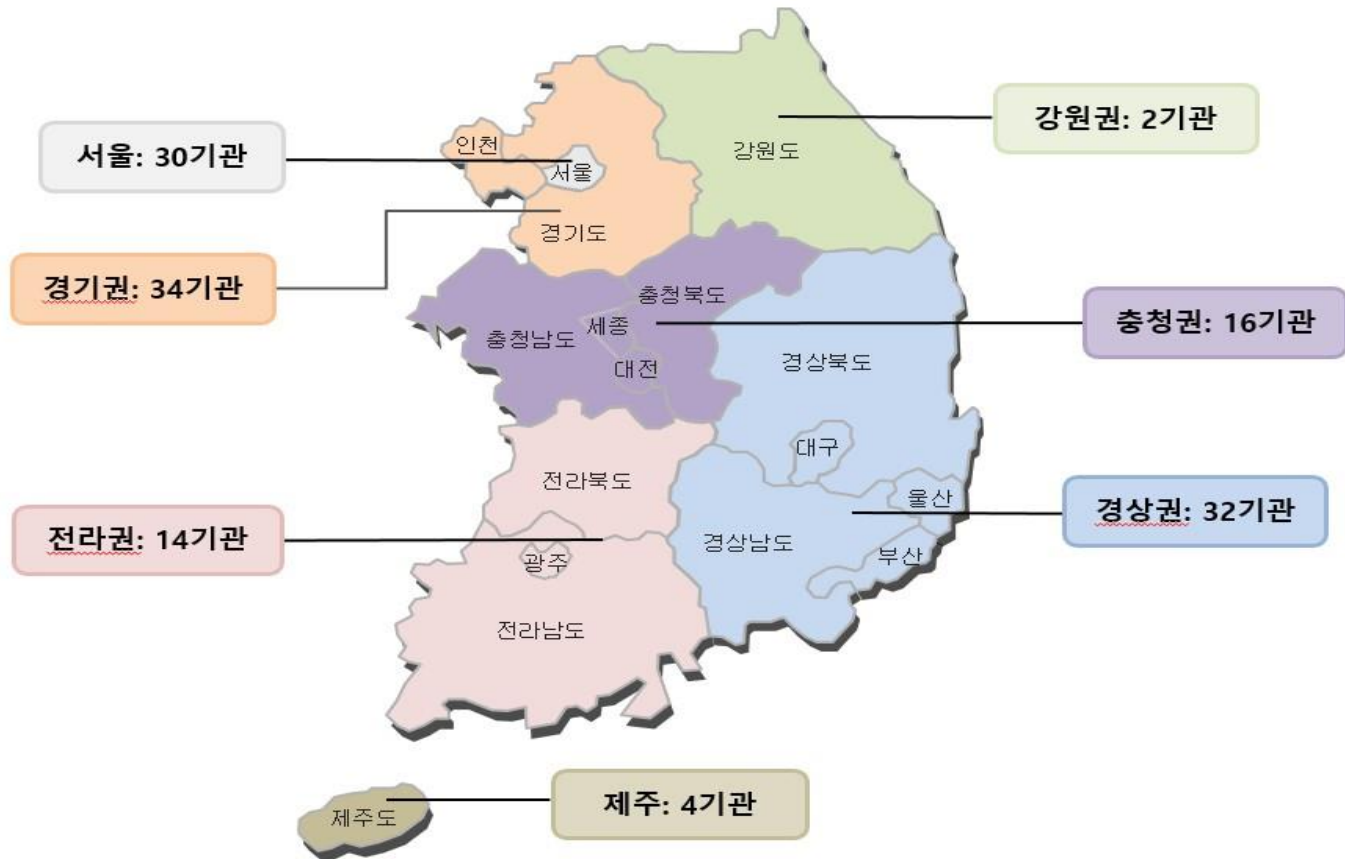 강원권: 2기관
서울: 30기관
인천
서울
강원도
경기도
경기권: 34기관
충청북도
충청권: 16기관
세종
충청남도
대전
경상북도
대구
전라북도
울산
경상권: 32기관
전라권: 14기관
경상남도
부산
광주
전라남도
제주: 4기관
제주도